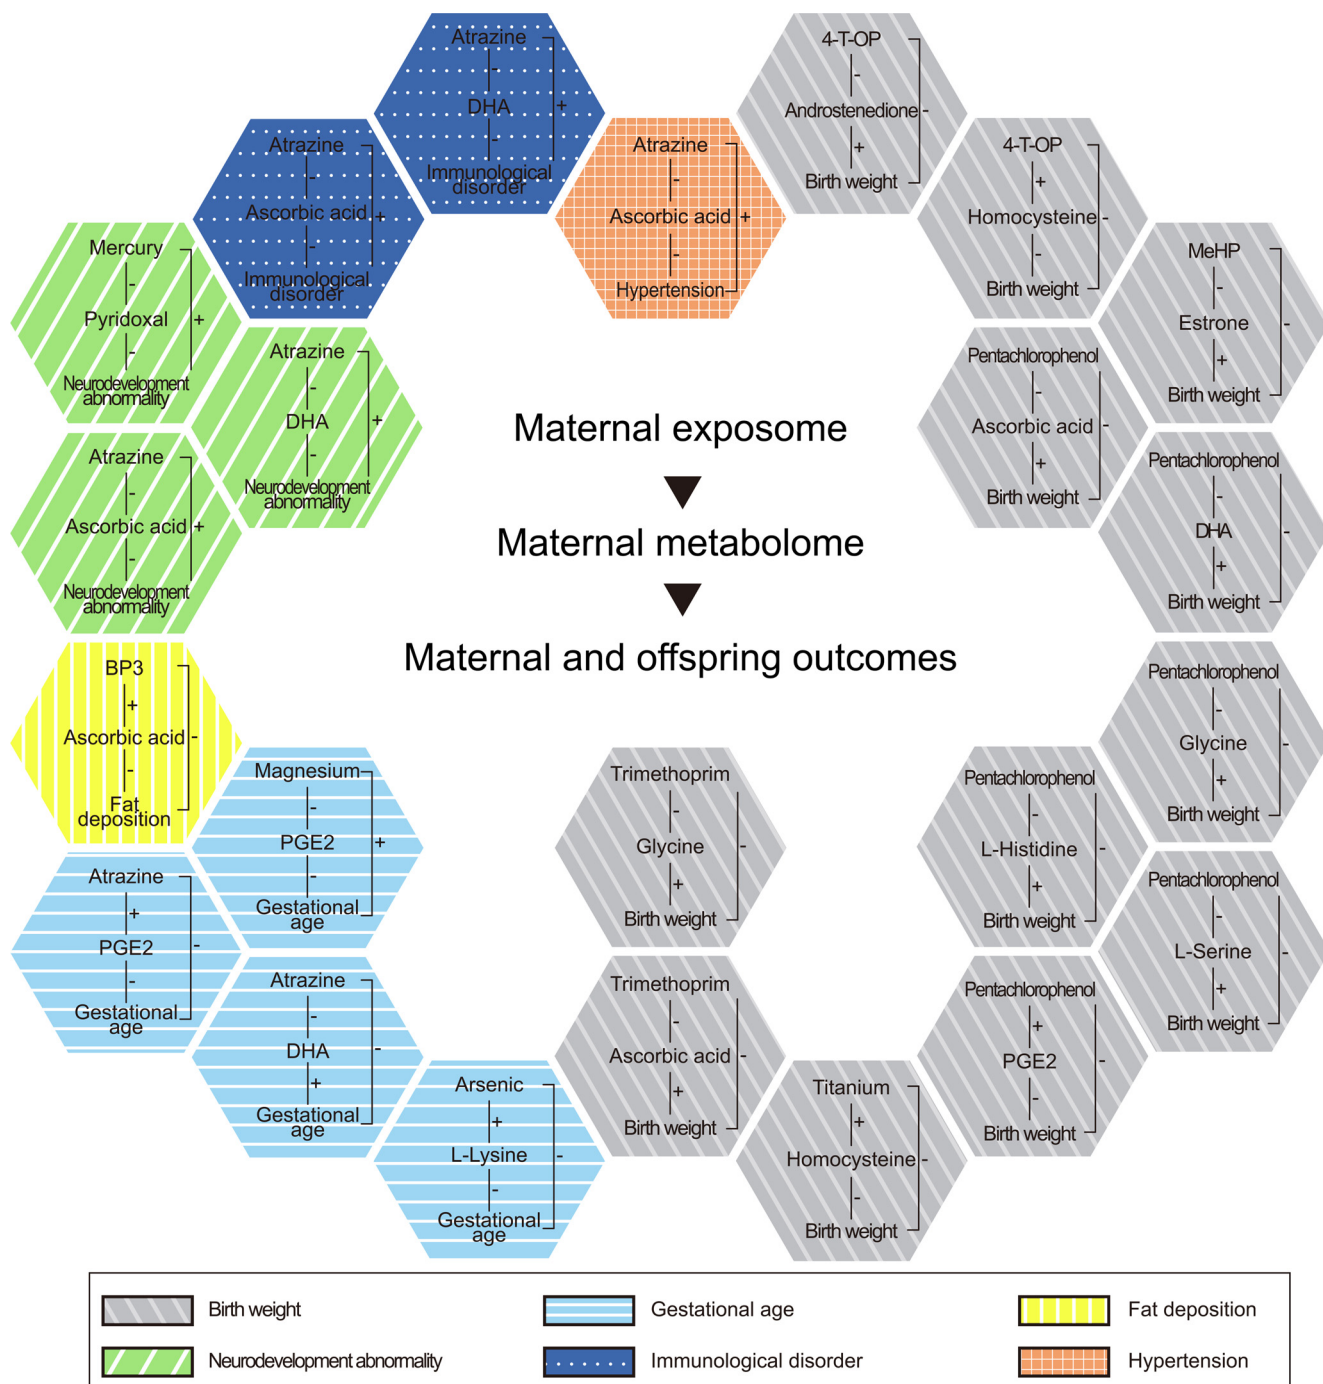 Atrazine
-
DHA
-
Immunological
disorder
+
4-T-OP
-
Androstenedione
+
Birth weight
-
Atrazine
-
Ascorbic acid
-
Immunological
disorder
+
Atrazine
-
Ascorbic acid
-
Hypertension
+
4-T-OP
+
Homocysteine
-
Birth weight
-
Mercury
-
Pyridoxal
-
Neurodevelopment
abnormality
+
MeHP
-
Estrone
+
Birth weight
-
Atrazine
-
DHA
-
Neurodevelopment
abnormality
+
Pentachlorophenol
-
Ascorbic acid
+
Birth weight
-
Maternal exposome
Maternal metabolome
Maternal and offspring outcomes
Atrazine
-
Ascorbic acid
-
Neurodevelopment
abnormality
+
Pentachlorophenol
-
DHA
+
Birth weight
-
BP3
+
Ascorbic acid
-
Fat
deposition
-
Pentachlorophenol
-
Glycine
+
Birth weight
-
Magnesium
-
PGE2
-
Gestational
age
+
Trimethoprim
-
Glycine
+
Birth weight
-
Pentachlorophenol
-
L-Histidine
+
Birth weight
-
Atrazine
+
PGE2
-
Gestational
age
-
Pentachlorophenol
-
L-Serine
+
Birth weight
-
Atrazine
-
DHA
+
Gestational
age
-
Trimethoprim
-
Ascorbic acid
+
Birth weight
-
Pentachlorophenol
+
PGE2
-
Birth weight
-
Arsenic
+
L-Lysine
-
Gestational
age
-
Titanium
+
Homocysteine
-
Birth weight
-
Birth weight
Gestational age
Fat deposition
Neurodevelopment abnormality
Immunological disorder
Hypertension